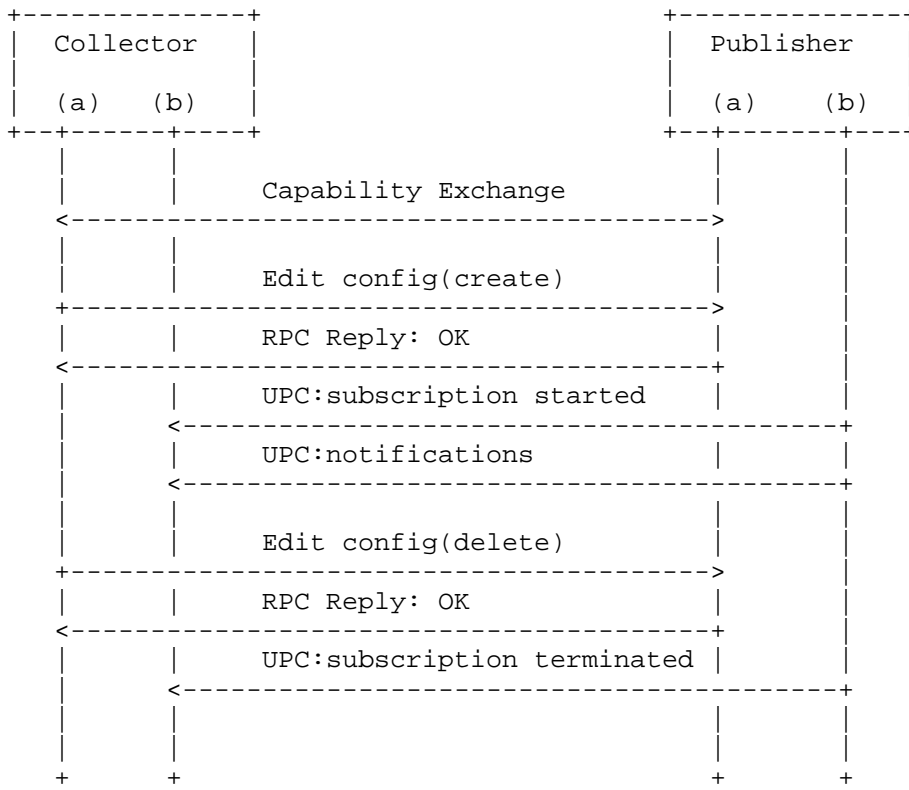 Collector Publisher
(a) (b) (a) (b)
Capability Exchange
Edit config(create)
RPC Reply: OK
UPC:subscription started
UPC:notifications
Edit config(delete)
RPC Reply: OK
UPC:subscription terminated